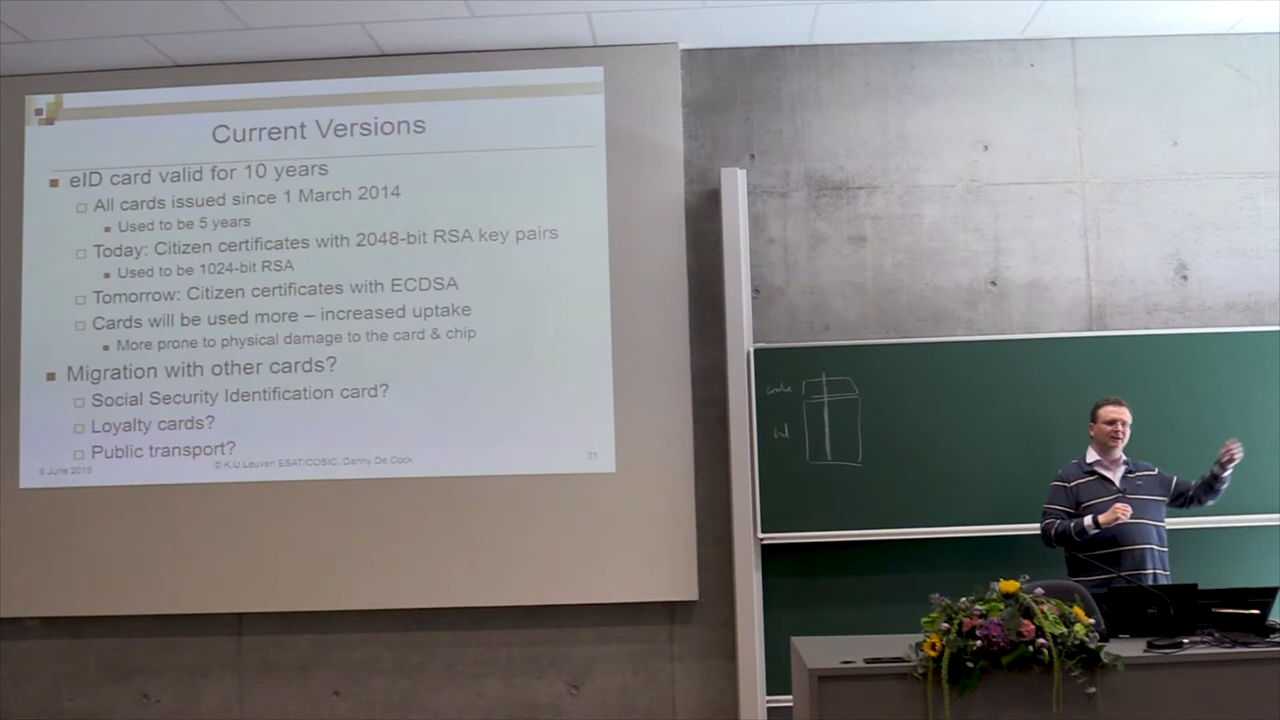 Current Versions
eID card valid for 10 years
All cards issued since 1 March 2014
Used to be 5 years
Today: Citizen certificates with 2048-bit RSA key pairs
Used to be 1024-bit RSA
Tomorrow: Citizen certificates with ECDSA
Cards will be used more – increased uptake
More prone to physical damage to the card & chip
Migration with other cards?
Social Security Identification card?
Loyalty cards?
Public transport?
June 2019
© K.U.Leuven ESAT/COSIC, Danny De Cock
31